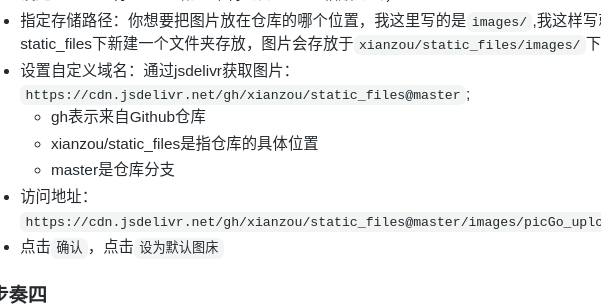 指定存储路径：你想要把图片放在仓库的哪个位置，我这里写的是 images/ ,我这样写
static_files下新建一个文件夹存放，图片会存放于 xianzou/static_files/images/ 下
设置自定义域名：通过jsdelivr获取图片：
https://cdn.jsdelivr.net/gh/xianzou/static_files@master ;
gh表示来自Github仓库
xianzou/static_files是指仓库的具体位置
master是仓库分支
访问地址：
https://cdn.jsdelivr.net/gh/xianzou/static_files@master/images/picGo_uplo
点击 确认 ，点击 设为默认图床
步奏四